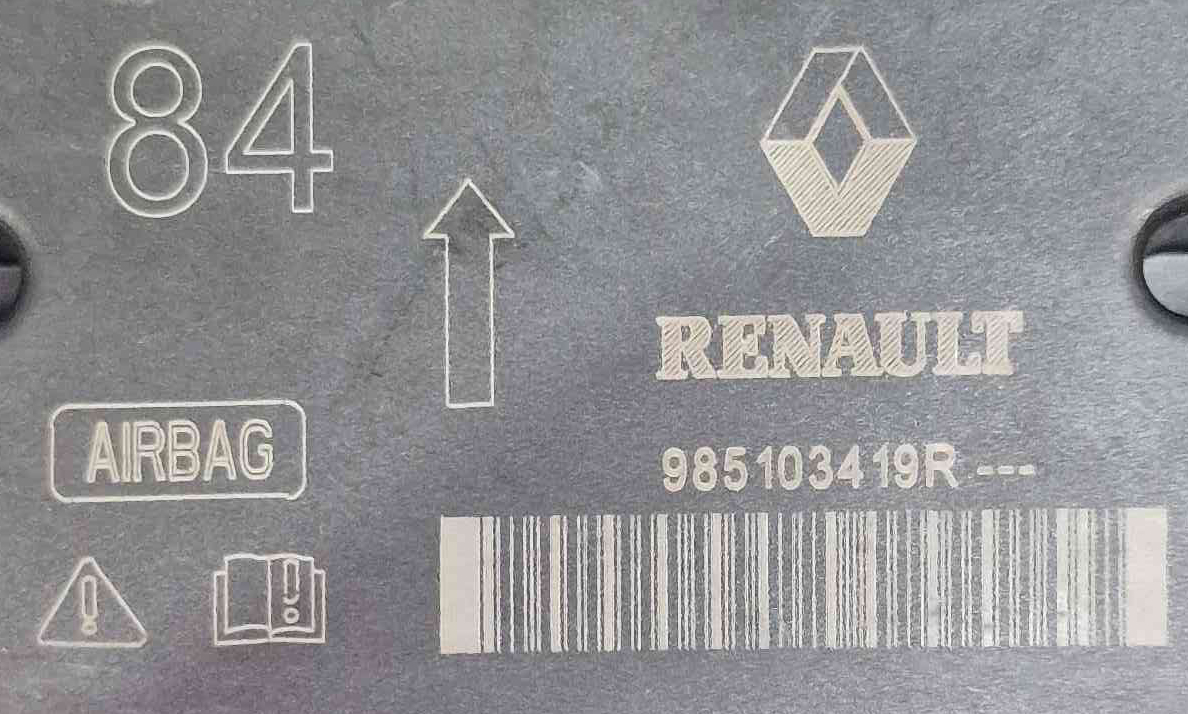 84
RENAULT
AIRBAG
985103419R ---